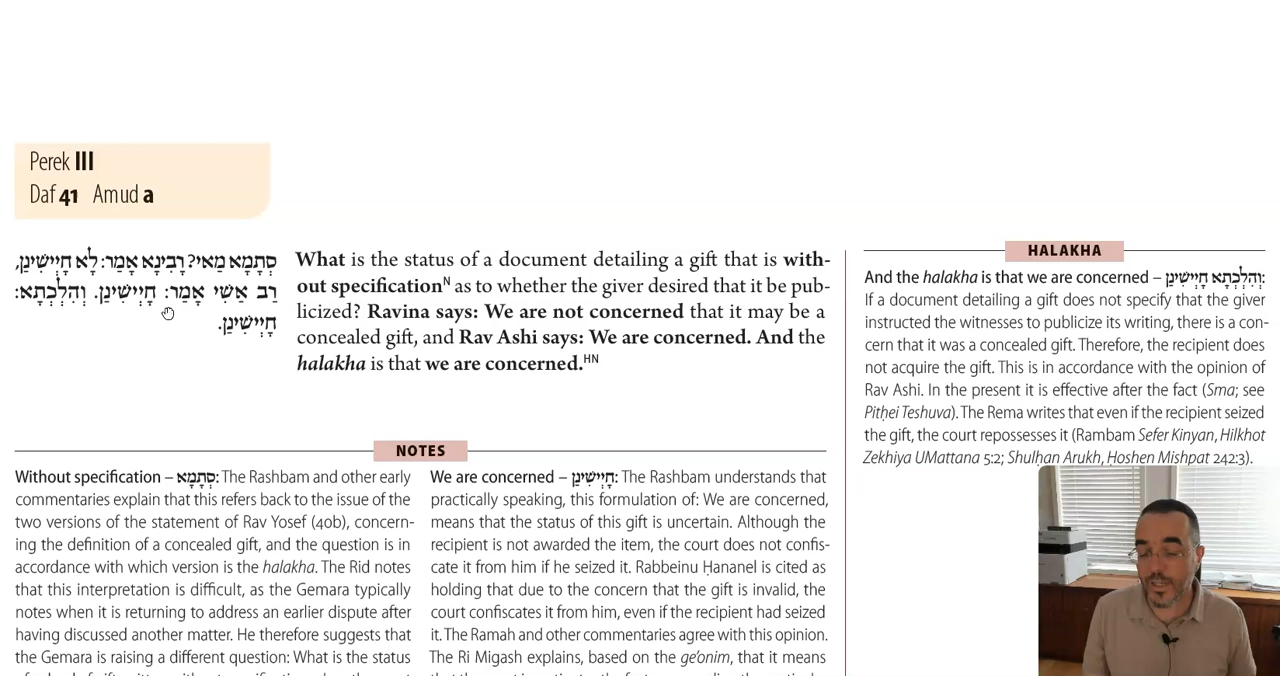 Perek III
Daf 41 Amud a
סְתָמָא מַאי? רָבִינָא אָמַר: לָא חָיְישִׁינַן,
רַב אַשִׁי אָמַר: חָיְישִׁינַן. וְהִלְכְתָא:
חָיְישִׁינַן.
What is the status of a document detailing a gift that is with-
out specificationN as to whether the giver desired that it be pub-
licized? Ravina says: We are not concerned that it may be a
concealed gift, and Rav Ashi says: We are concerned. And the
halakha is that we are concerned.HN
HALAKHA
And the halakha is that we are concerned – וְהִלְכְתָא חָיְישִׁינַן:
If a document detailing a gift does not specify that the giver
instructed the witnesses to publicize its writing, there is a con-
cern that it was a concealed gift. Therefore, the recipient does
not acquire the gift. This is in accordance with the opinion of
Rav Ashi. In the present it is effective after the fact (Sma; see
Pitḥei Teshuva). The Rema writes that even if the recipient seized
the gift, the court repossesses it (Rambam Sefer Kinyan, Hilkhot
Zekhiya UMattana 5:2; Shulḥan Arukh, Ḥoshen Mishpat 242:3).
NOTES
Without specification – סְתָמָא: The Rashbam and other early
commentaries explain that this refers back to the issue of the
two versions of the statement of Rav Yosef (40b), concern-
ing the definition of a concealed gift, and the question is in
accordance with which version is the halakha. The Rid notes
that this interpretation is difficult, as the Gemara typically
notes when it is returning to address an earlier dispute after
having discussed another matter. He therefore suggests that
the Gemara is raising a different question: What is the status
We are concerned – חָיְישִׁינַן: The Rashbam understands that
practically speaking, this formulation of: We are concerned,
means that the status of this gift is uncertain. Although the
recipient is not awarded the item, the court does not confis-
cate it from him if he seized it. Rabbeinu Ḥananel is cited as
holding that due to the concern that the gift is invalid, the
court confiscates it from him, even if the recipient had seized
it. The Ramah and other commentaries agree with this opinion.
The Ri Migash explains, based on the ge'onim, that it means